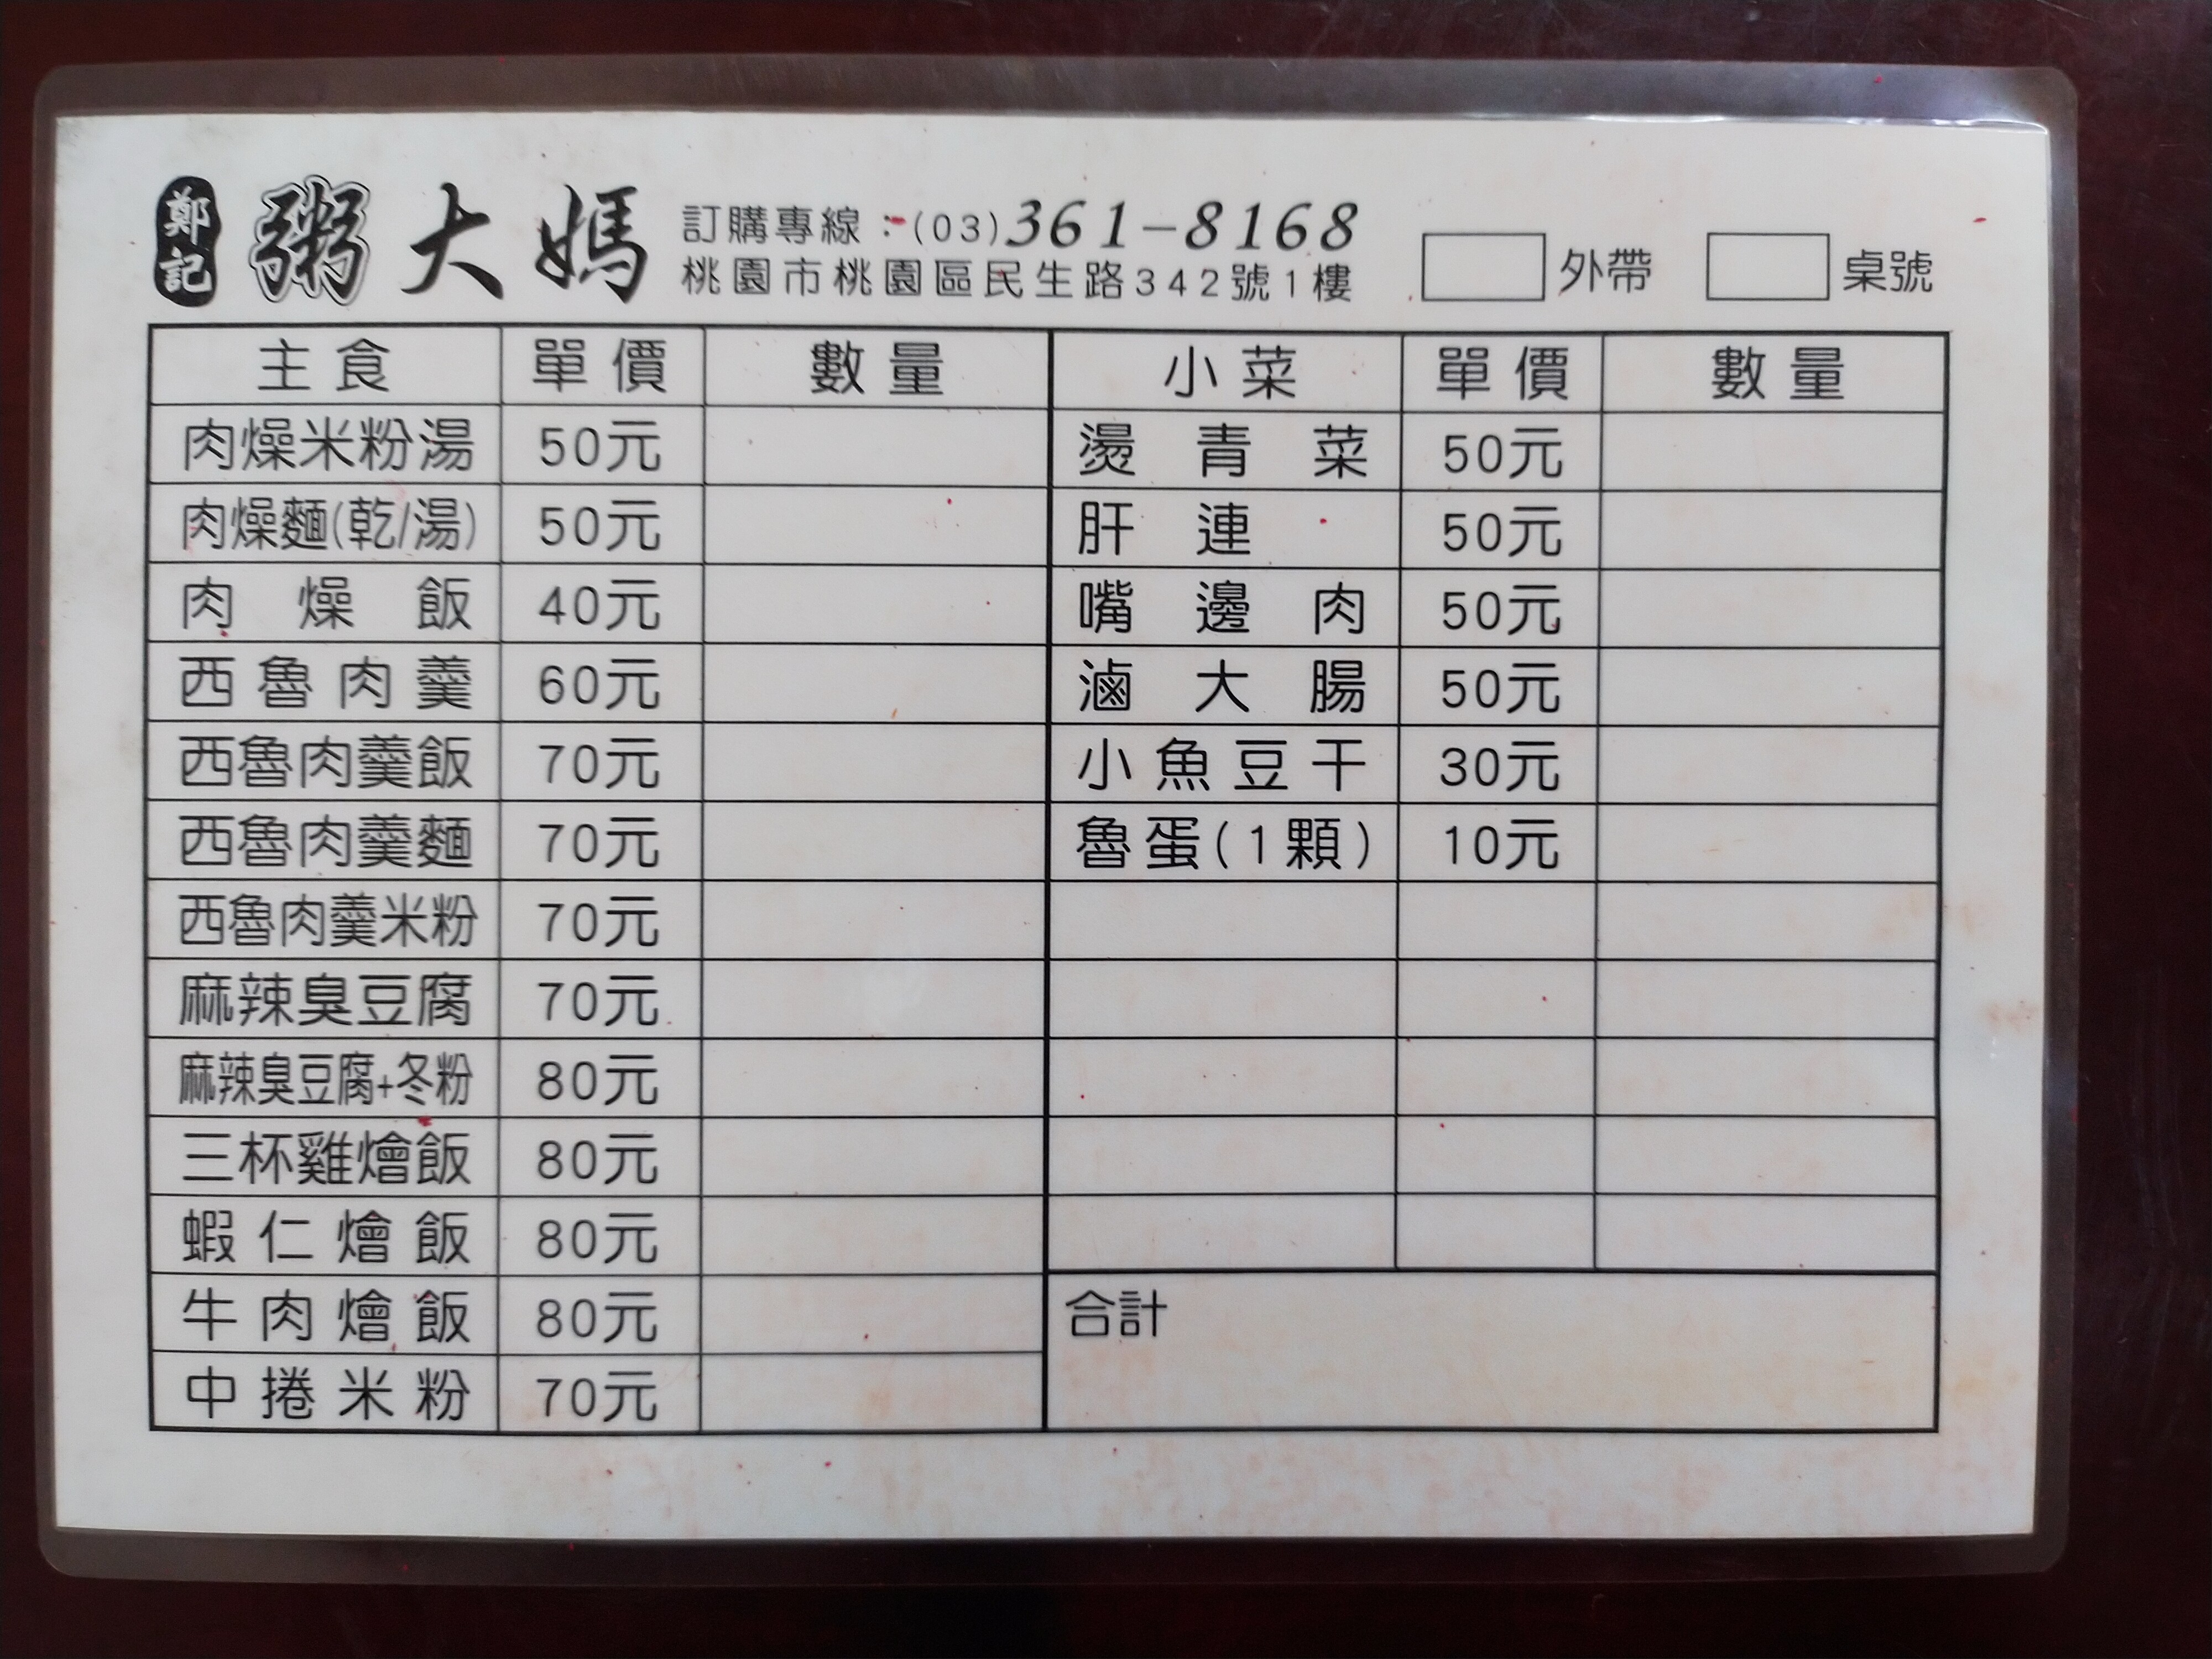 鄭記 粥大媽
訂購專線：(03)361-8168
桃園市桃園區民生路342號1樓
外帶 桌號
主食 單價 數量 小菜 單價 數量
肉燥米粉湯 50元 燙青菜 50元
肉燥麵(乾/湯) 50元 肝連 50元
肉燥飯 40元 嘴邊肉 50元
西魯肉羹 60元 滷大腸 50元
西魯肉羹飯 70元 小魚豆干 30元
西魯肉羹麵 70元 魯蛋(1顆) 10元
西魯肉羹米粉 70元
麻辣臭豆腐 70元
麻辣臭豆腐+冬粉 80元
三杯雞燴飯 80元
蝦仁燴飯 80元
牛肉燴飯 80元 合計
中捲米粉 70元